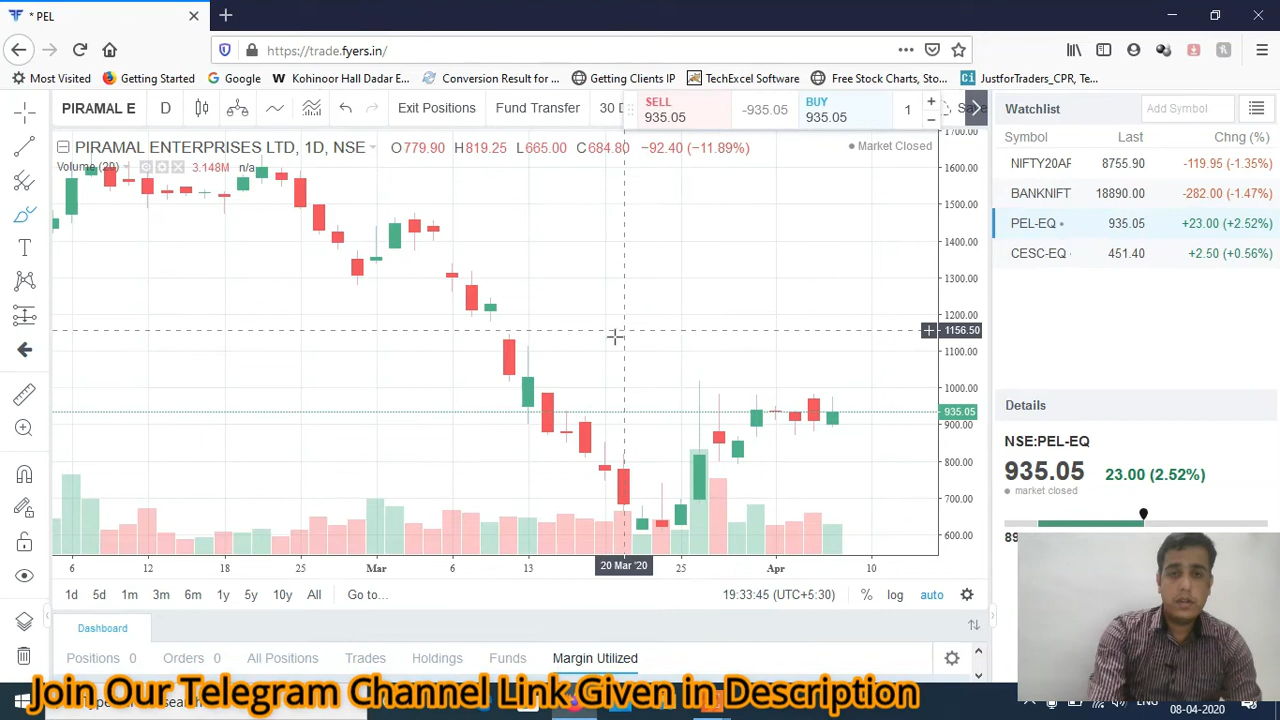 * PEL
https://trade.fyers.in/
Most Visited Getting Started Google Kohinoor Hall Dadar E... Conversion Result for... Getting Clients IP TechExcel Software Free Stock Charts, Sto... JustforTraders_CPR, Te...
PIRAMAL E D Exit Positions Fund Transfer 30 D
SELL
935.05
-935.05
BUY
935.05
1
+
−
Watchlist Add Symbol
Symbol Last Chng (%)
NIFTY20AP 8755.90 -119.95 (-1.35%)
BANKNIFT 18890.00 -282.00 (-1.47%)
PEL-EQ 935.05 +23.00 (+2.52%)
CESC-EQ 451.40 +2.50 (+0.56%)
PIRAMAL ENTERPRISES LTD, 1D, NSE O779.90 H819.25 L665.00 C684.80 −92.40 (−11.89%)
Market Closed
Volume (20) 3.148M n/a
1700.00
1600.00
1500.00
1400.00
1300.00
1200.00
1156.50
1100.00
1000.00
935.05
900.00
800.00
700.00
600.00
6 12 18 25 Mar 6 13 20 Mar '20 25 Apr 10
Details
NSE:PEL-EQ
935.05 23.00 (2.52%)
market closed
1d 5d 1m 3m 6m 1y 5y 10y All Go to... 19:33:45 (UTC+5:30) % log auto
Dashboard
Positions 0 Orders 0 All Positions Trades Holdings Funds Margin Utilized
Join Our Telegram Channel Link Given in Description
08-04-2020